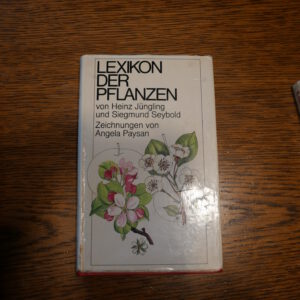 LEXIKON
DER
PFLANZEN
von Heinz Jüngling
und Siegmund Seybold
Zeichnungen von
Angela Paysan